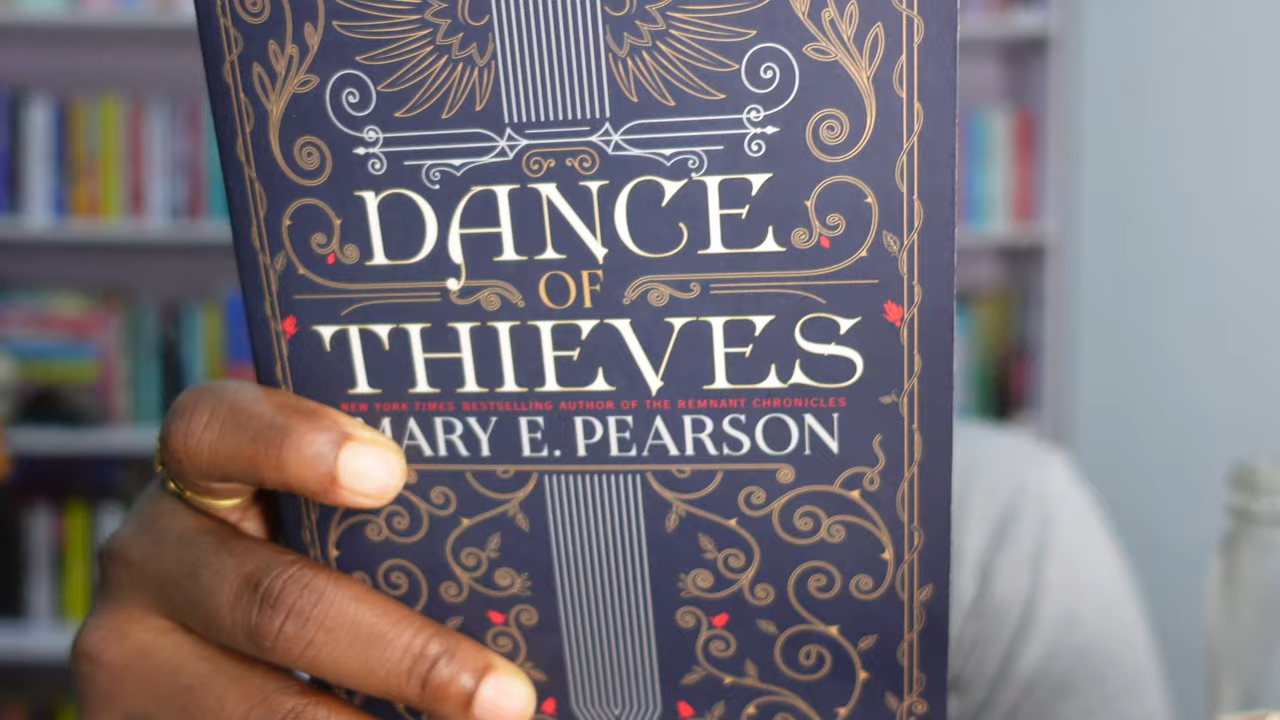 DANCE
OF
THIEVES
NEW YORK TIMES BESTSELLING AUTHOR OF THE REMNANT CHRONICLES
MARY E. PEARSON